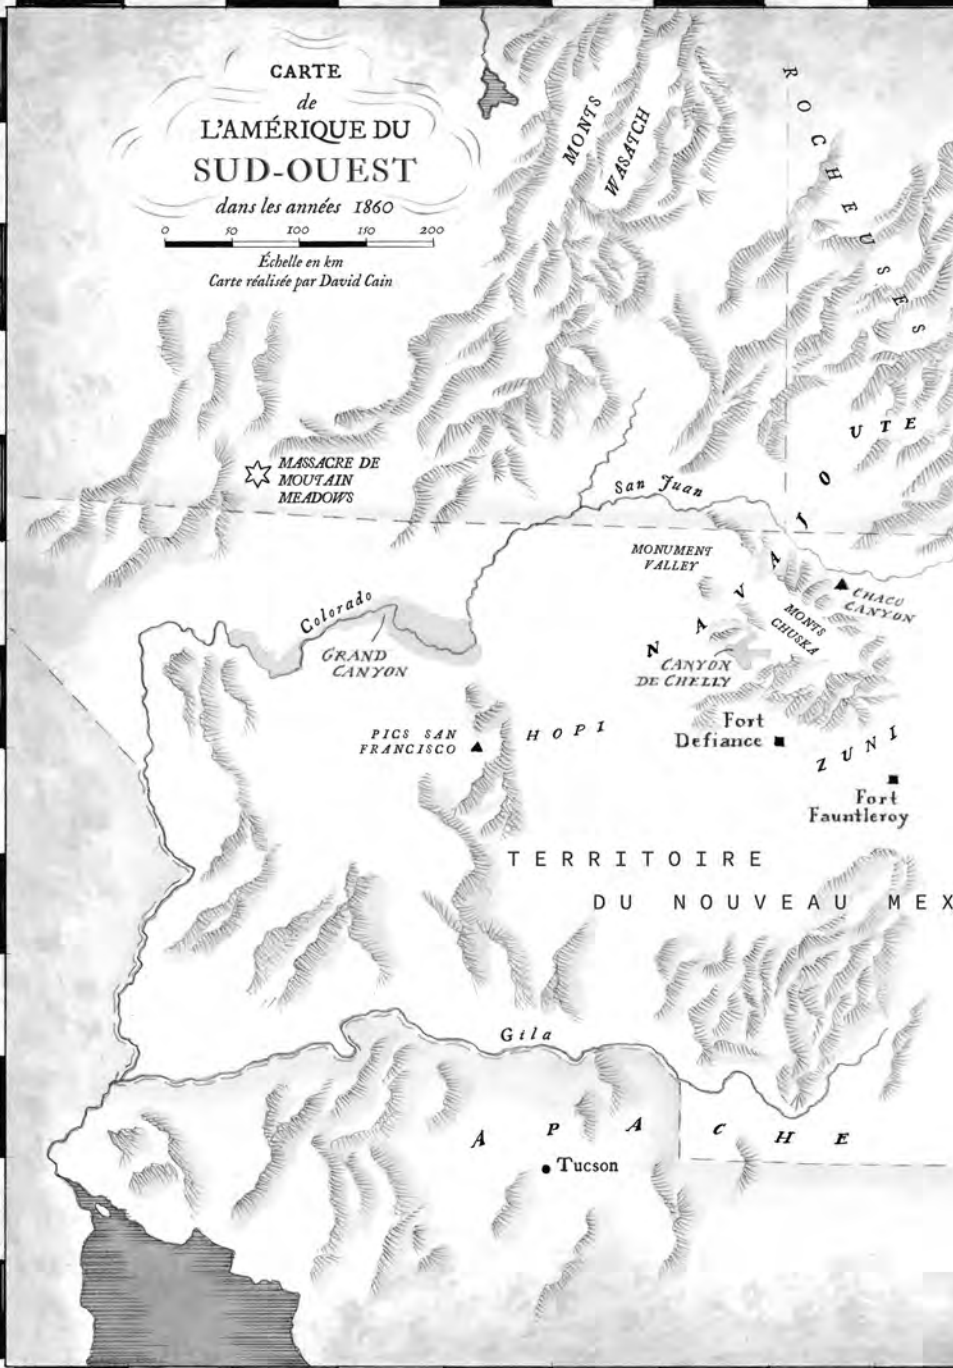 CARTE
de
L'AMÉRIQUE DU
SUD-OUEST
dans les années 1860
0 50 100 150 200
Échelle en km
Carte réalisée par David Cain
MONTS
WASATCH
ROCHEUSES
UTE
MASSACRE DE
MOUTAIN
MEADOWS
San Juan
NAVAJO
MONUMENT
VALLEY
CHACO
CANYON
MONTS
CHUSKA
Colorado
GRAND
CANYON
CANYON
DE CHELLY
PICS SAN
FRANCISCO
HOPI
Fort
Defiance
ZUNI
Fort
Fauntleroy
TERRITOIRE
DU NOUVEAU MEX
Gila
APACHE
Tucson